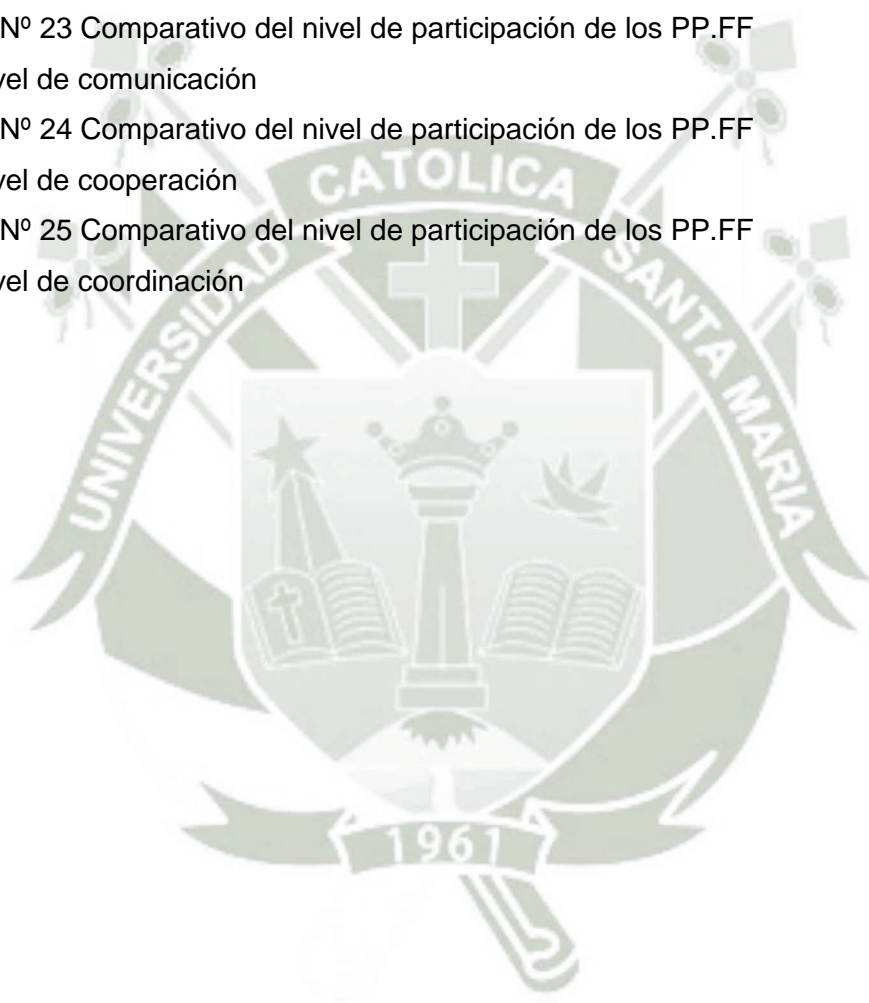 Nº 23 Comparativo del nivel de participación de los PP.FF
vel de comunicación
Nº 24 Comparativo del nivel de participación de los PP.FF
vel de cooperación
Nº 25 Comparativo del nivel de participación de los PP.FF
vel de coordinación
UNIVERSIDAD CATOLICA SANTA MARIA
1961